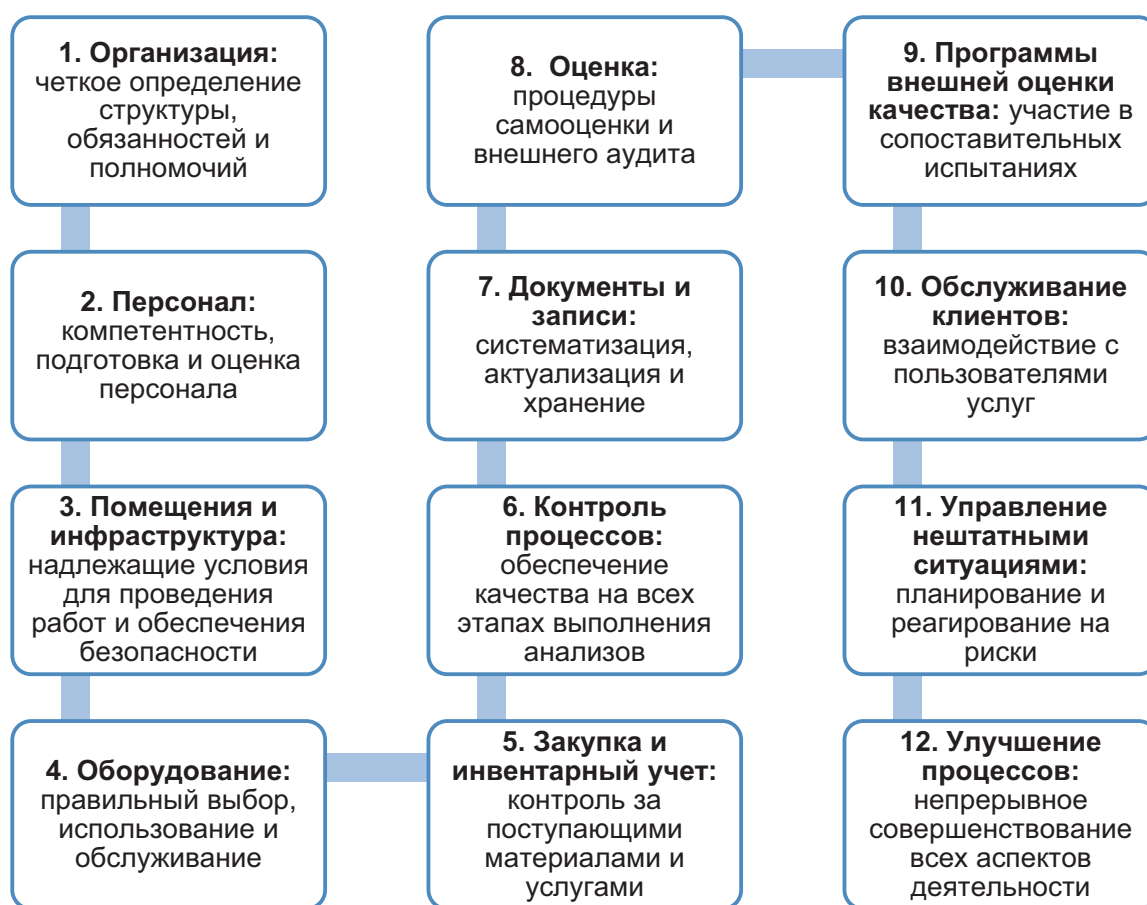 1. Организация:
четкое определение
структуры,
обязанностей и
полномочий
2. Персонал:
компетентность,
подготовка и оценка
персонала
3. Помещения и
инфраструктура:
надлежащие условия
для проведения
работ и обеспечения
безопасности
4. Оборудование:
правильный выбор,
использование и
обслуживание
5. Закупка и
инвентарный учет:
контроль за
поступающими
материалами и
услугами
6. Контроль
процессов:
обеспечение
качества на всех
этапах выполнения
анализов
7. Документы и
записи:
систематизация,
актуализация и
хранение
8. Оценка:
процедуры
самооценки и
внешнего аудита
9. Программы
внешней оценки
качества: участие в
сопоставительных
испытаниях
10. Обслуживание
клиентов:
взаимодействие с
пользователями
услуг
11. Управление
нештатными
ситуациями:
планирование и
реагирование на
риски
12. Улучшение
процессов:
непрерывное
совершенствование
всех аспектов
деятельности